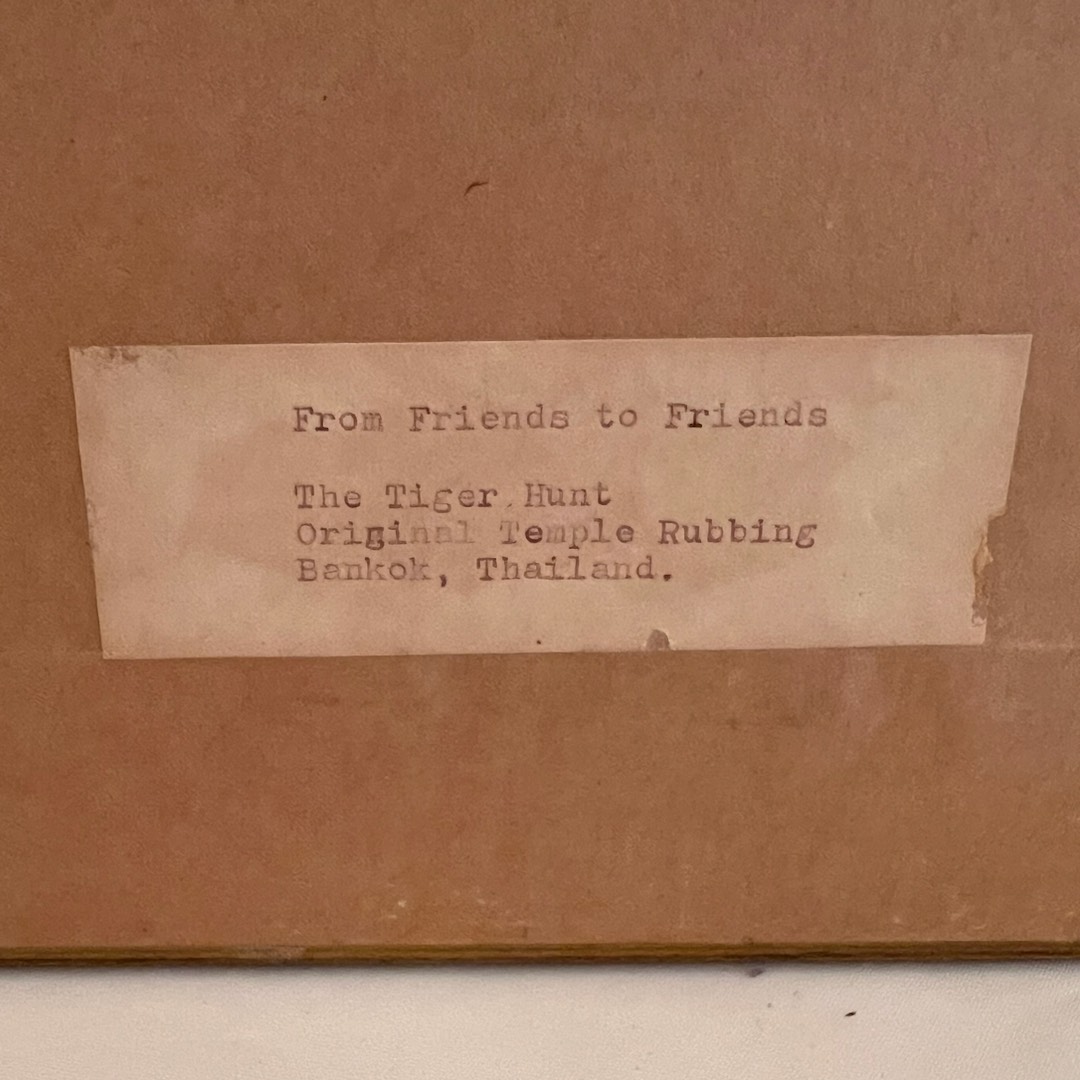 From Friends to Friends
The Tiger Hunt
Original Temple Rubbing
Bankok, Thailand.